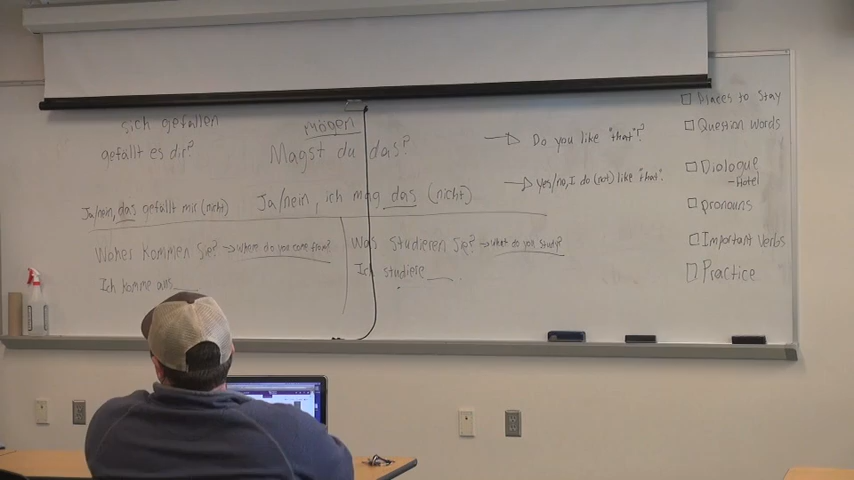 sich gefallen
gefällt es dir?
Ja/nein, das gefällt mir (nicht)
Mögen
Magst du das?
Ja/nein, ich mag das (nicht)
Do you like "that"?
Yes/no, I do (not) like "that".
Woher kommen Sie? → where do you come from?
Ich komme aus
Was studieren Sie? → what do you study?
Ich studiere
Places to Stay
Question words
Dialogue
-Hotel
pronouns
Important verbs
Practice